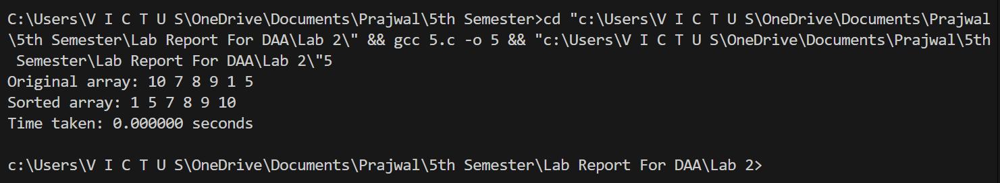 C:\Users\V I C T U S\OneDrive\Documents\Prajwal\5th Semester>cd "c:\Users\V I C T U S\OneDrive\Documents\Prajwal
\5th Semester\Lab Report For DAA\Lab 2\" && gcc 5.c -o 5 && "c:\Users\V I C T U S\OneDrive\Documents\Prajwal\5th
 Semester\Lab Report For DAA\Lab 2\"5
Original array: 10 7 8 9 1 5
Sorted array: 1 5 7 8 9 10
Time taken: 0.000000 seconds
c:\Users\V I C T U S\OneDrive\Documents\Prajwal\5th Semester\Lab Report For DAA\Lab 2>